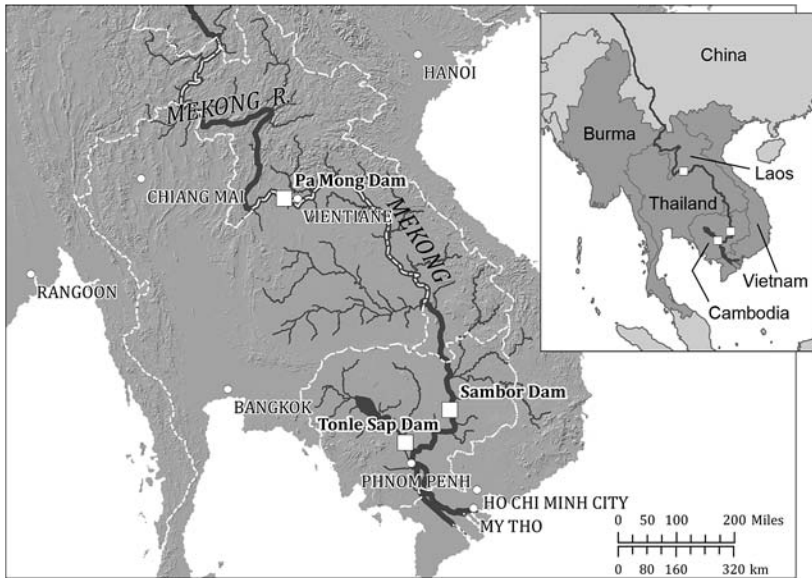 HANOI
MEKONG R.
CHIANG MAI
Pa Mong Dam
VIENTIANE
MEKONG
RANGOON
BANGKOK
Sambor Dam
Tonle Sap Dam
PHNOM PENH
HO CHI MINH CITY
MY THO
0 50 100 200 Miles
0 80 160 320 km
China
Burma
Laos
Thailand
Vietnam
Cambodia